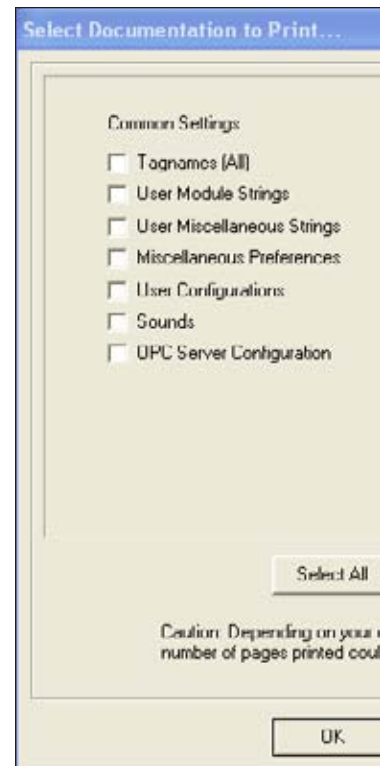 Select Documentation to Print...
Common Settings
Tagnames (All)
User Module Strings
User Miscellaneous Strings
Miscellaneous Preferences
User Configurations
Sounds
OPC Server Configuration
Select All
Caution: Depending on your
number of pages printed coul
OK